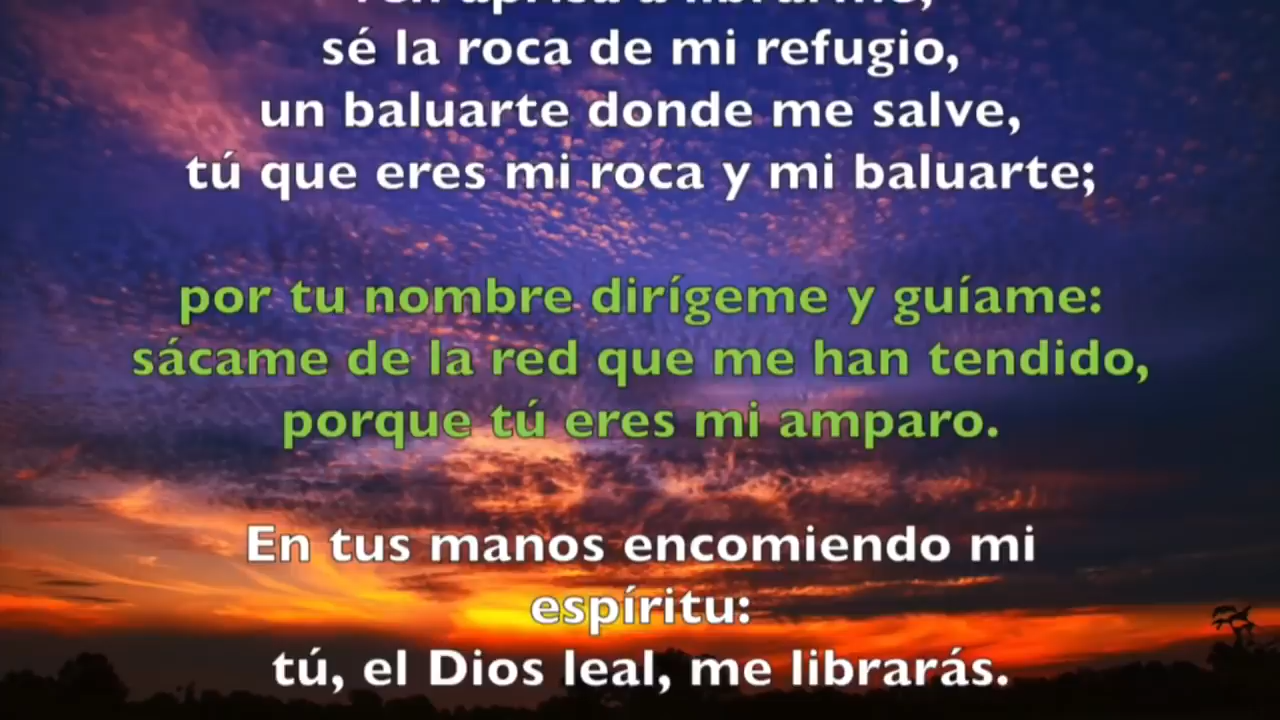 sé la roca de mi refugio,
un baluarte donde me salve,
tú que eres mi roca y mi baluarte;
por tu nombre dirígeme y guíame:
sácame de la red que me han tendido,
porque tú eres mi amparo.
En tus manos encomiendo mi
espíritu:
tú, el Dios leal, me librarás.